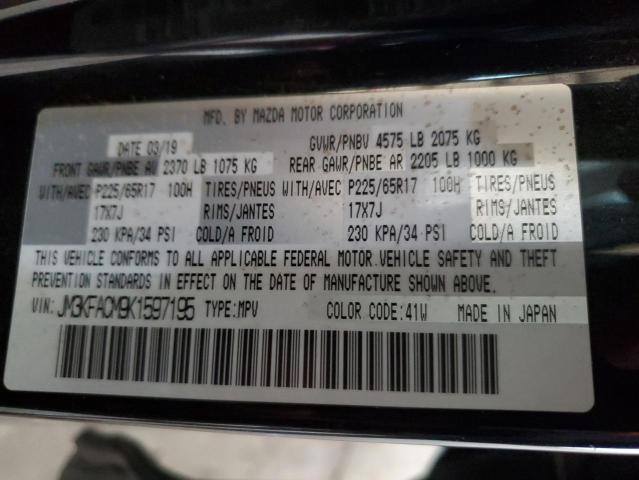 MFD. BY MAZDA MOTOR CORPORATION
DATE 03/19 GVWR/PNBV 4575 LB 2075 KG
FRONT GAWR/PNBE AV 2370 LB 1075 KG REAR GAWR/PNBE AR 2205 LB 1000 KG
WITH/AVEC P225/65R17 100H TIRES/PNEUS WITH/AVEC P225/65R17 100H TIRES/PNEUS
17X7J RIMS/JANTES 17X7J RIMS/JANTES
230 KPA/34 PSI COLD/A FROID 230 KPA/34 PSI COLD/A FROID
THIS VEHICLE CONFORMS TO ALL APPLICABLE FEDERAL MOTOR VEHICLE SAFETY AND THEFT
PREVENTION STANDARDS IN EFFECT ON THE DATE OF MANUFACTURE SHOWN ABOVE.
VIN: JM3KFACM9K1597195 TYPE:MPV COLOR CODE:41W MADE IN JAPAN